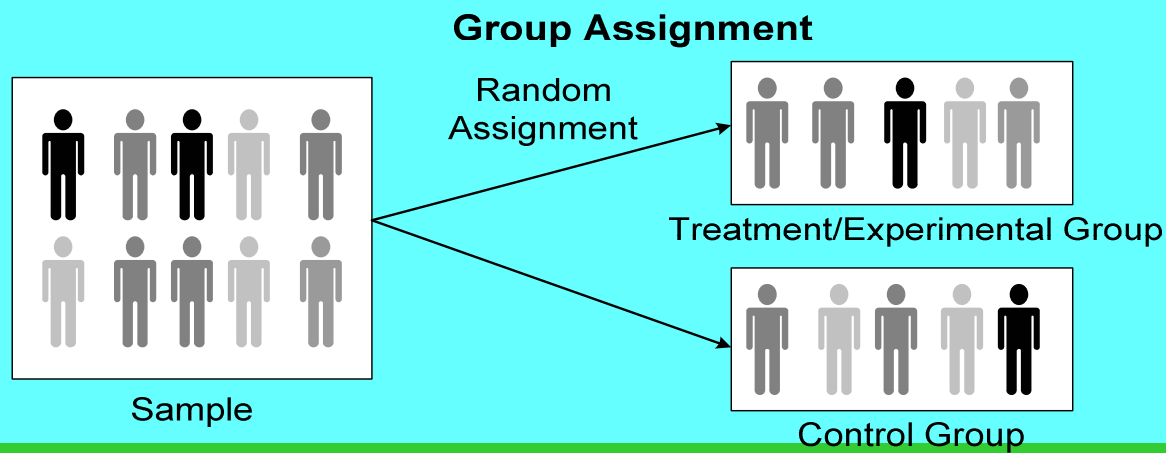 Group Assignment
Random
Assignment
Treatment/Experimental Group
Sample
Control Group